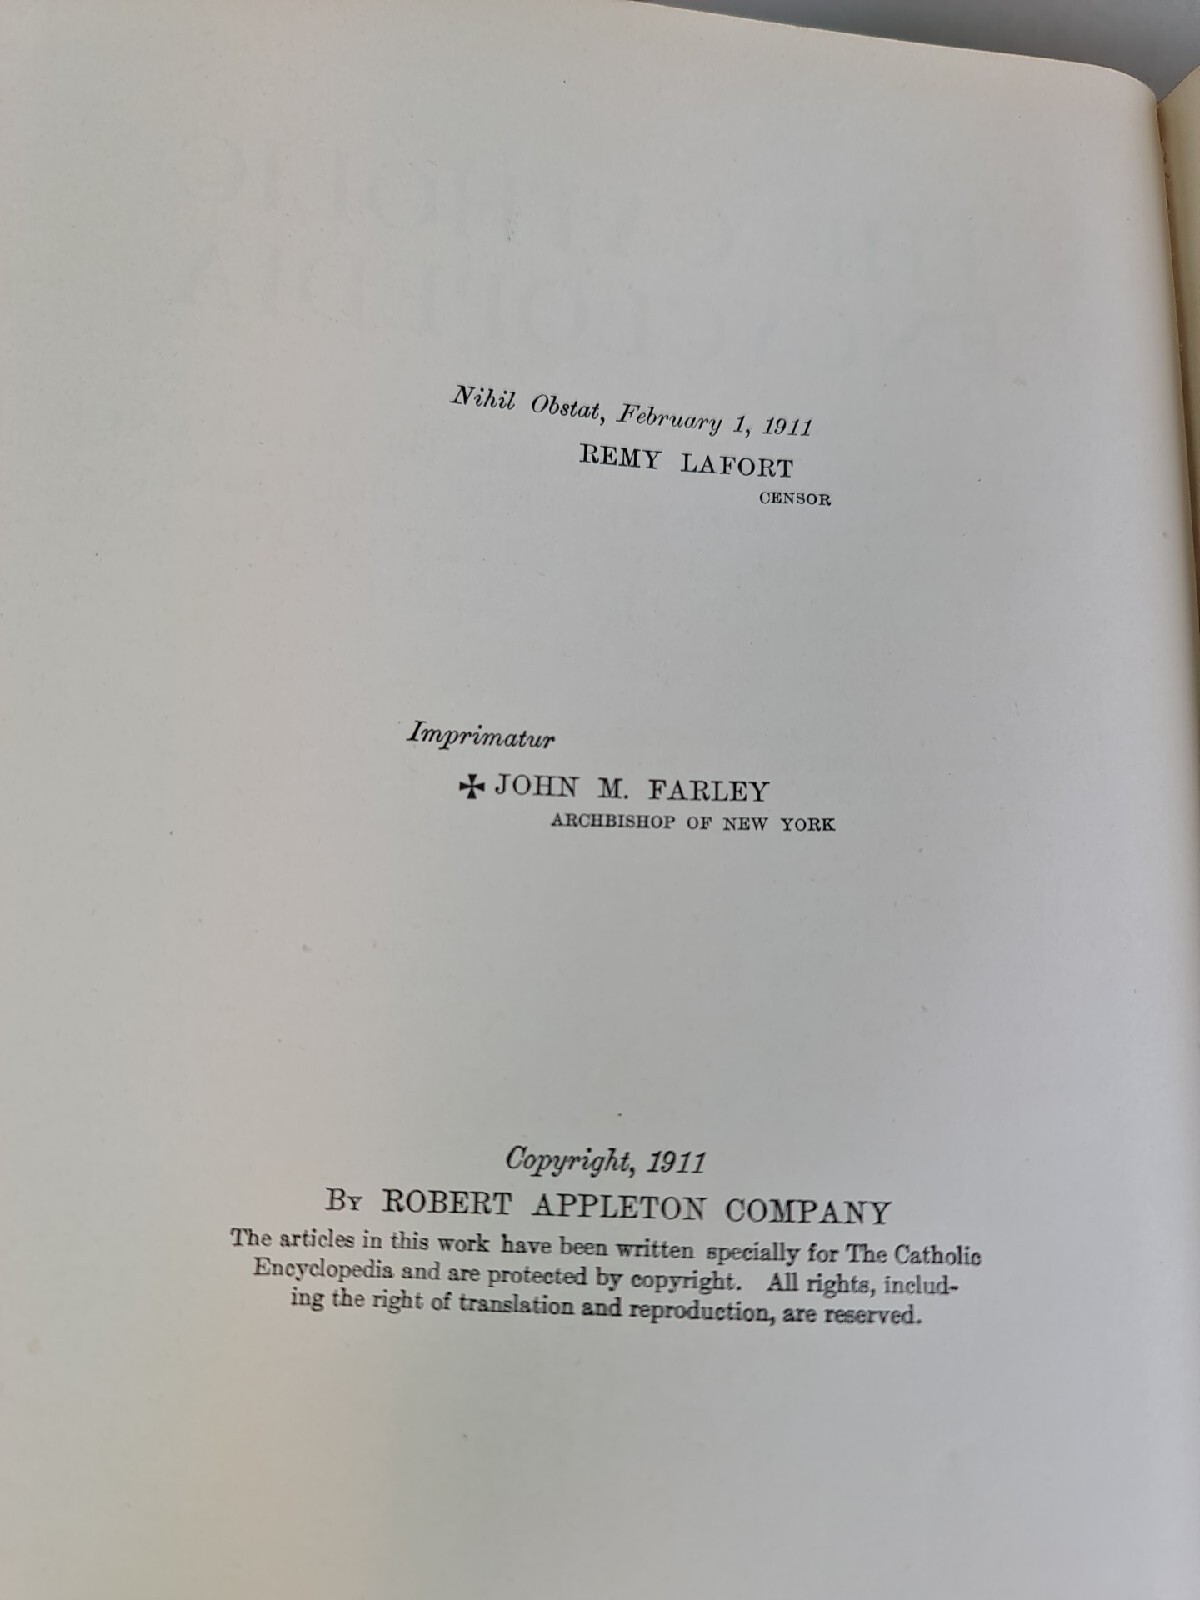 Nihil Obstat, February 1, 1911
REMY LAFORT
CENSOR
Imprimatur
✠ JOHN M. FARLEY
ARCHBISHOP OF NEW YORK
Copyright, 1911
By ROBERT APPLETON COMPANY
The articles in this work have been written specially for The Catholic
Encyclopedia and are protected by copyright. All rights, includ-
ing the right of translation and reproduction, are reserved.